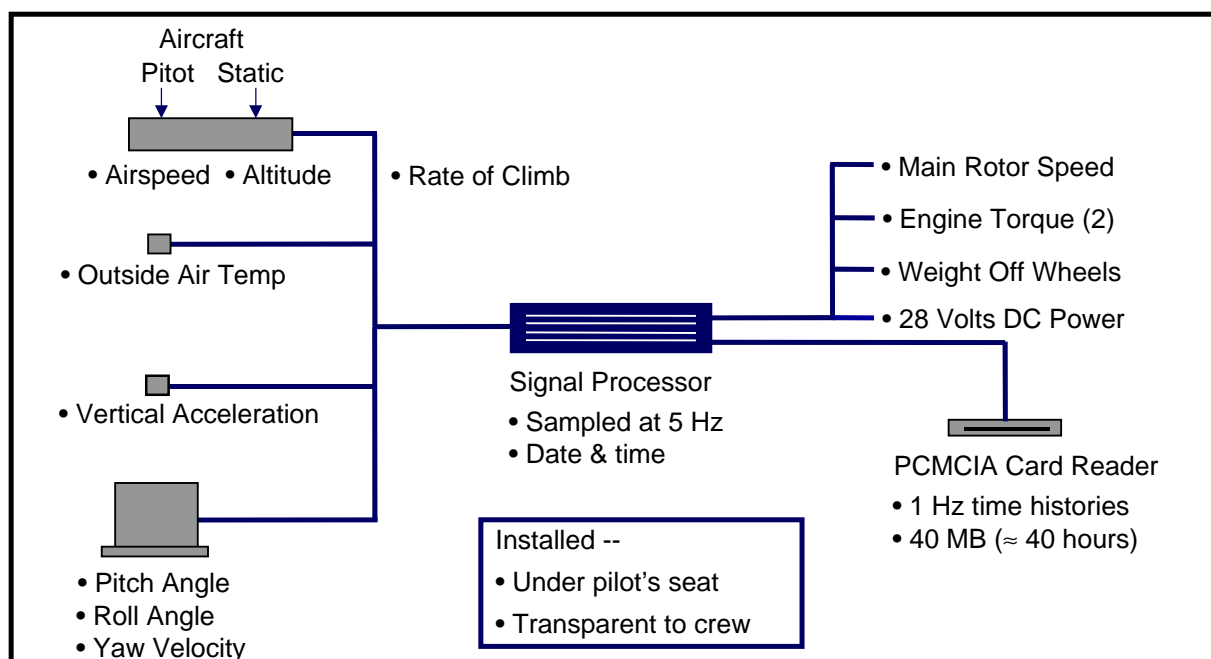 Aircraft
Pitot Static
• Airspeed • Altitude
• Rate of Climb
• Outside Air Temp
• Vertical Acceleration
• Pitch Angle
• Roll Angle
• Yaw Velocity
Signal Processor
• Sampled at 5 Hz
• Date & time
Installed --
• Under pilot's seat
• Transparent to crew
• Main Rotor Speed
• Engine Torque (2)
• Weight Off Wheels
• 28 Volts DC Power
PCMCIA Card Reader
• 1 Hz time histories
• 40 MB (≈ 40 hours)